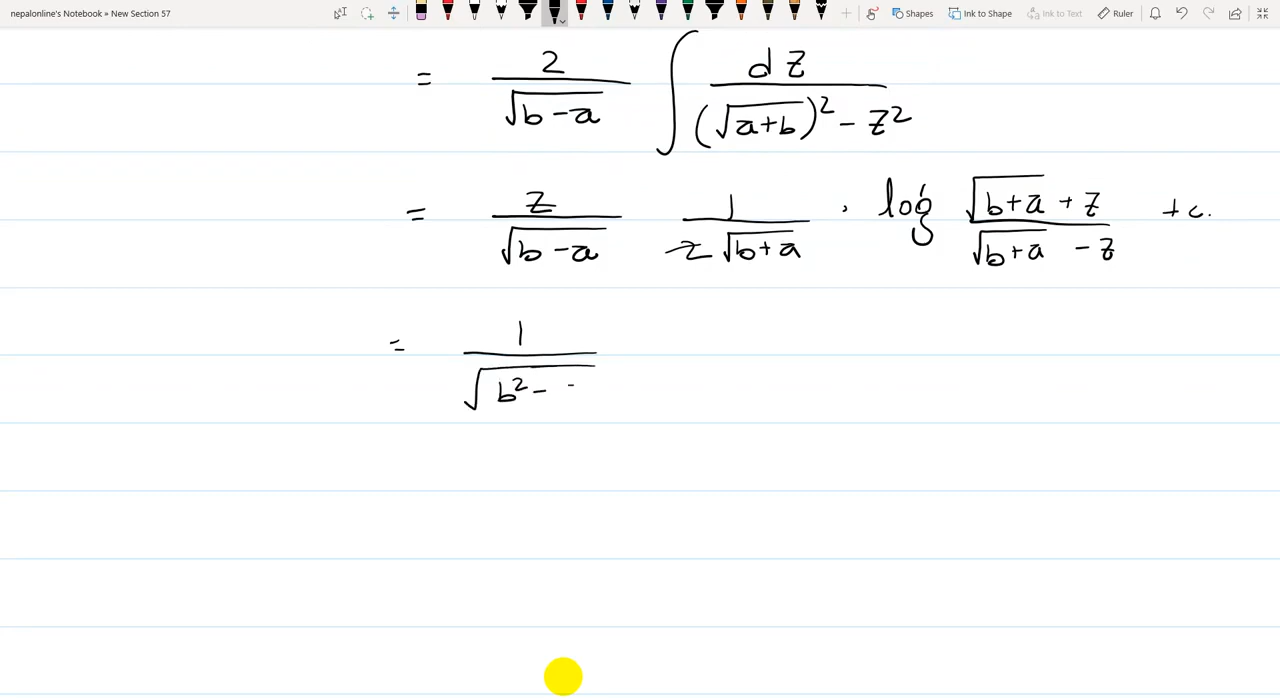 nepalonline's Notebook » New Section 57
Shapes Ink to Shape Ink to Text Ruler
= 2/√(b-a) ∫ dz/((√(a+b))² - z²)
= 2/√(b-a) 1/(2√(b+a)) · log (√(b+a) + z)/(√(b+a) - z) + c.
= 1/√(b² -